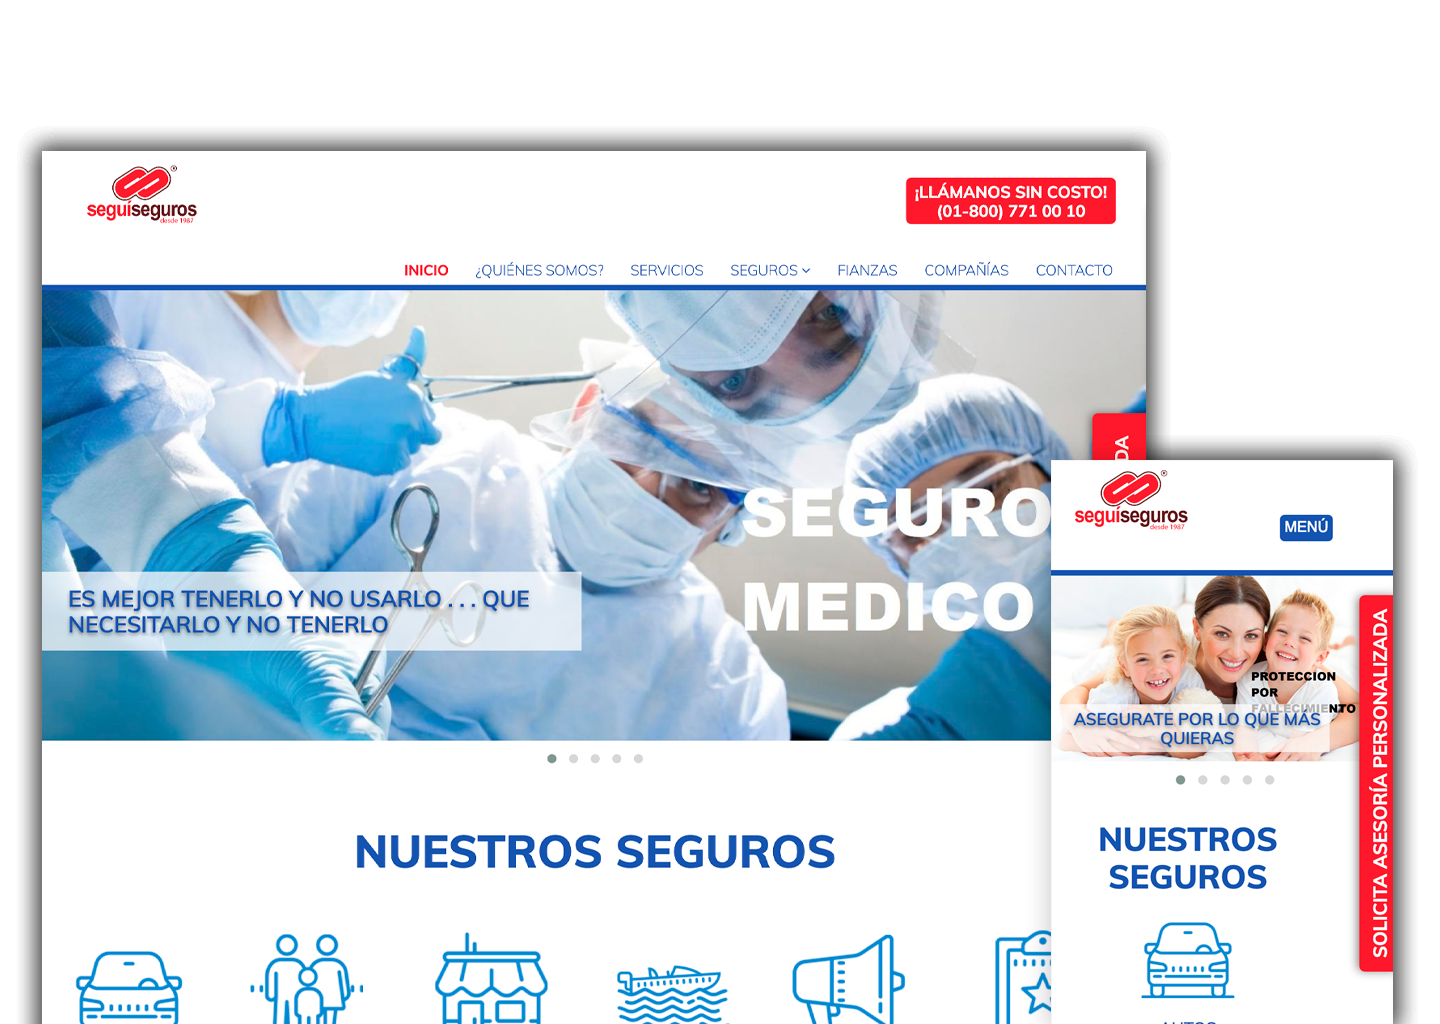 seguiseguros
desde 1987
¡LLÁMANOS SIN COSTO!
(01-800) 771 00 10
INICIO
¿QUIÉNES SOMOS?
SERVICIOS
SEGUROS
FIANZAS
COMPAÑÍAS
CONTACTO
SEGURO
MEDICO
ES MEJOR TENERLO Y NO USARLO . . . QUE
NECESITARLO Y NO TENERLO
NUESTROS SEGUROS
DA
seguiseguros
desde 1987
MENÚ
PROTECCION
POR
FALLECIMIENTO
ASEGURATE POR LO QUE MÁS
QUIERAS
SOLICITA ASESORÍA PERSONALIZADA
NUESTROS
SEGUROS
AUTOS